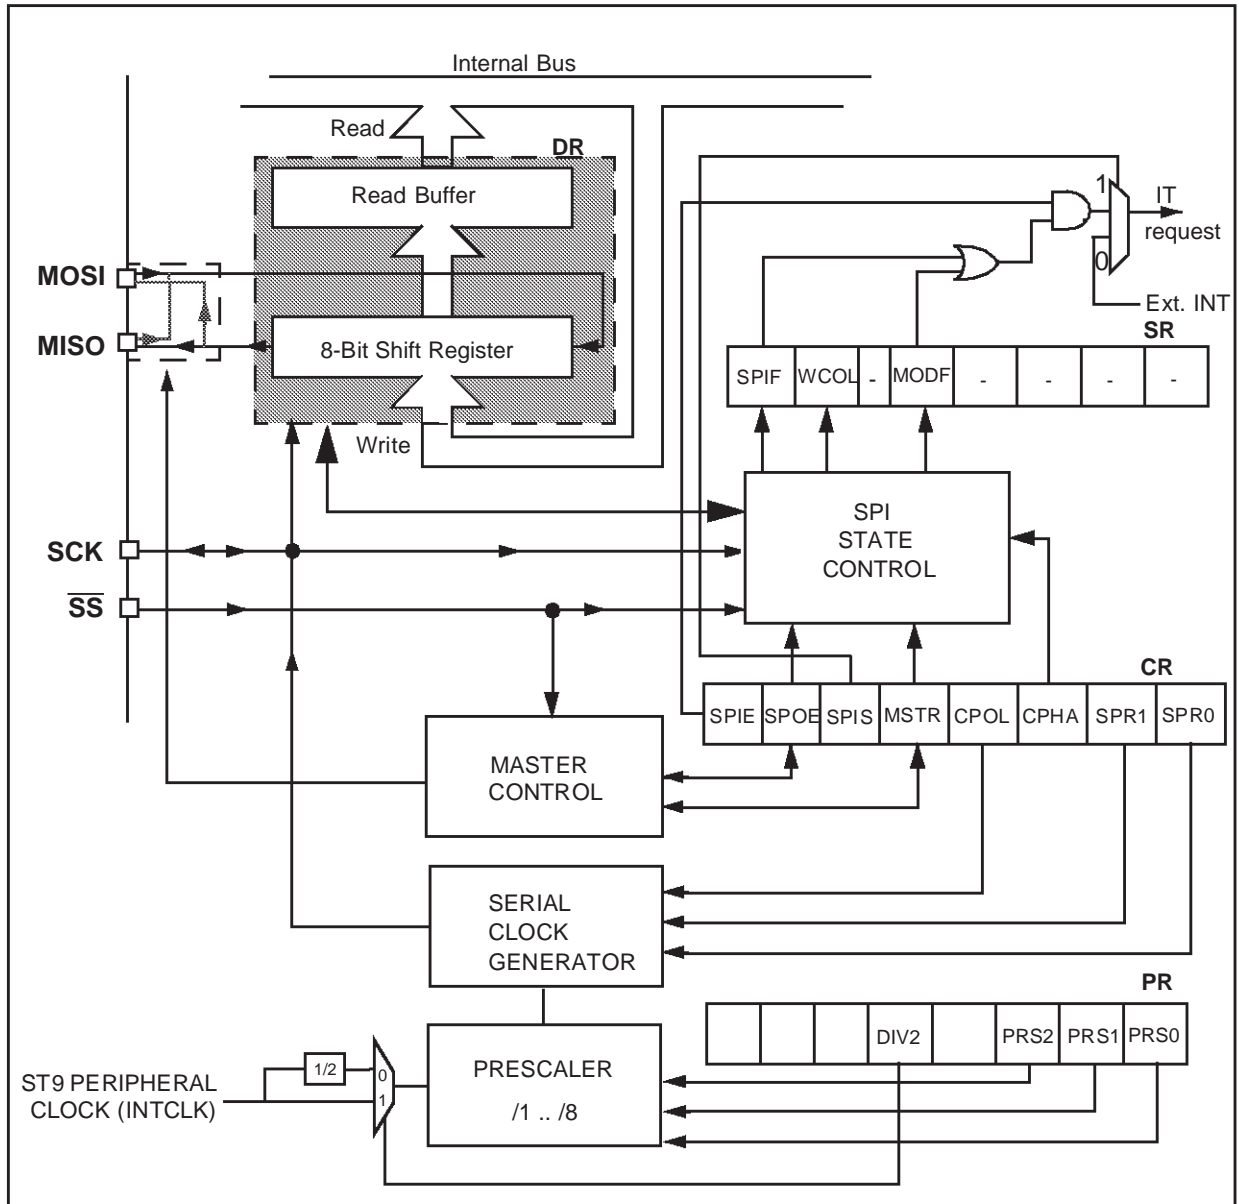 Internal Bus
Read
DR
Read Buffer
1
IT
request
MOSI
0
Ext. INT
MISO
8-Bit Shift Register
SR
SPIF WCOL - MODF - - - -
Write
SPI
STATE
CONTROL
SCK
SS
CR
SPIE SPOE SPIS MSTR CPOL CPHA SPR1 SPR0
MASTER
CONTROL
SERIAL
CLOCK
GENERATOR
PR
DIV2 PRS2 PRS1 PRS0
1/2
0
1
ST9 PERIPHERAL
CLOCK (INTCLK)
PRESCALER
/1 .. /8